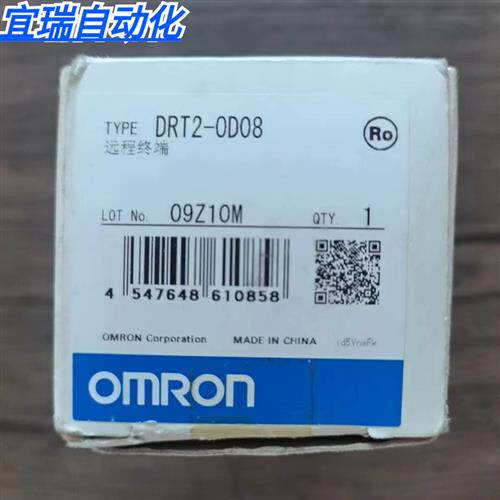 宜瑞自动化
TYPE DRT2-OD08
远程终端
Ro
LOT No. 09Z10M QTY. 1
4 547648 610858
OMRON Corporation MADE IN CHINA
OMRON